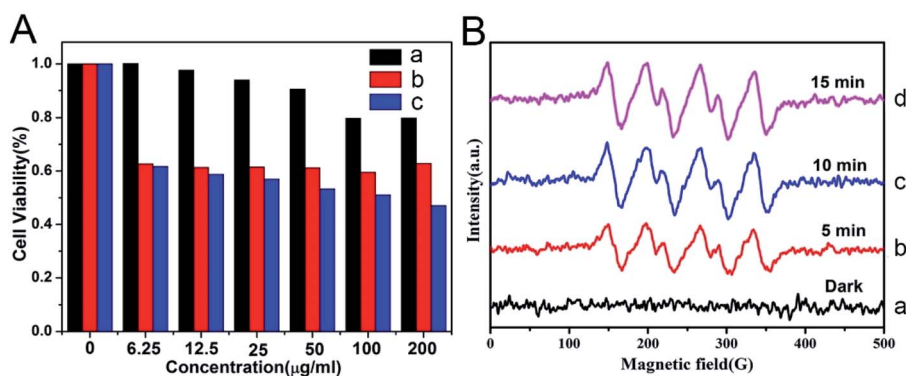 A
Cell Viability(%)
1.0
0.8
0.6
0.4
0.2
0.0
a
b
c
0 6.25 12.5 25 50 100 200
Concentration(μg/ml)
B
Intensity(a.u.)
15 min
d
10 min
c
5 min
b
Dark
a
0 100 200 300 400 500
Magnetic field(G)